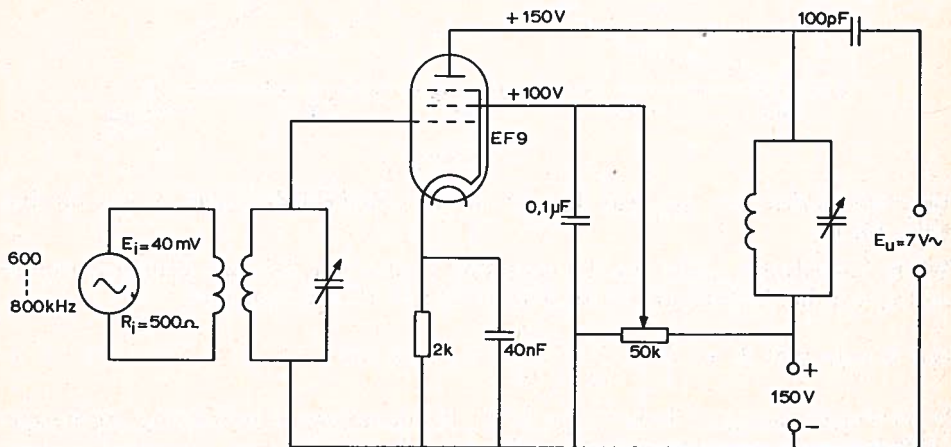 +150V
100pF
+100V
EF9
0,1µF
Eᵢ=40mV
600
800kHz
Rᵢ=500Ω
2k
40nF
50k
Eᵤ=7V~
+
150V
−